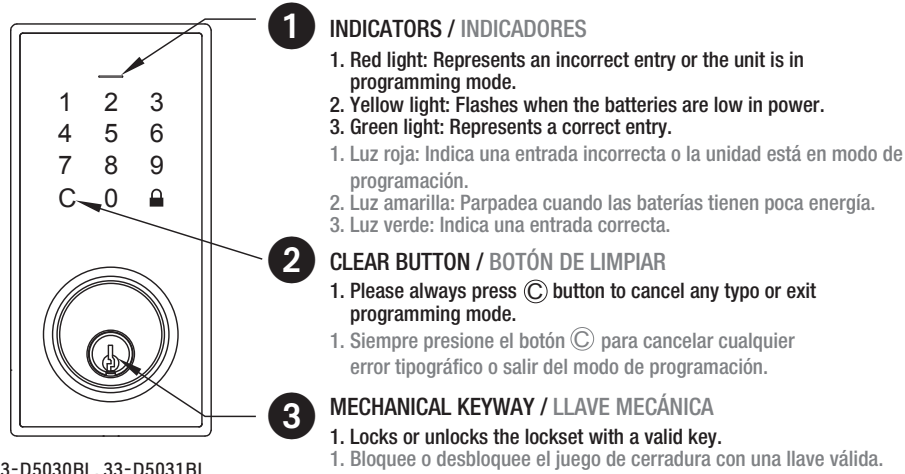 1
INDICATORS / INDICADORES
1. Red light: Represents an incorrect entry or the unit is in
programming mode.
2. Yellow light: Flashes when the batteries are low in power.
3. Green light: Represents a correct entry.
1. Luz roja: Indica una entrada incorrecta o la unidad está en modo de
programación.
2. Luz amarilla: Parpadea cuando las baterías tienen poca energía.
3. Luz verde: Indica una entrada correcta.
1 2 3
4 5 6
7 8 9
C 0
2
CLEAR BUTTON / BOTÓN DE LIMPIAR
1. Please always press Ⓒ button to cancel any typo or exit
programming mode.
1. Siempre presione el botón Ⓒ para cancelar cualquier
error tipográfico o salir del modo de programación.
3
MECHANICAL KEYWAY / LLAVE MECÁNICA
1. Locks or unlocks the lockset with a valid key.
1. Bloquee o desbloquee el juego de cerradura con una llave válida.
3-D5030BL, 33-D5031BL